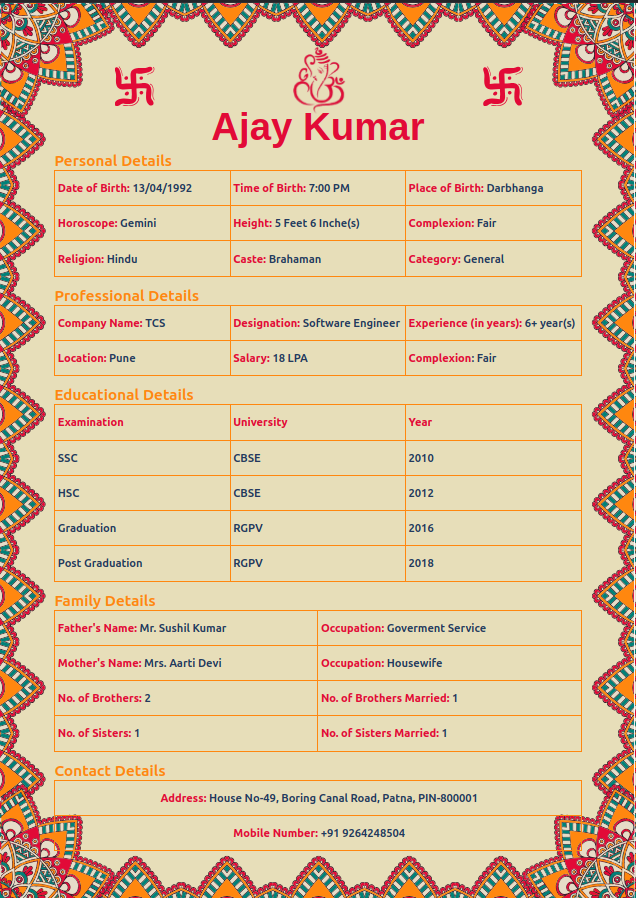 Ajay Kumar
Personal Details
Date of Birth: 13/04/1992 Time of Birth: 7:00 PM Place of Birth: Darbhanga
Horoscope: Gemini Height: 5 Feet 6 Inche(s) Complexion: Fair
Religion: Hindu Caste: Brahaman Category: General
Professional Details
Company Name: TCS Designation: Software Engineer Experience (in years): 6+ year(s)
Location: Pune Salary: 18 LPA Complexion: Fair
Educational Details
Examination University Year
SSC CBSE 2010
HSC CBSE 2012
Graduation RGPV 2016
Post Graduation RGPV 2018
Family Details
Father's Name: Mr. Sushil Kumar Occupation: Goverment Service
Mother's Name: Mrs. Aarti Devi Occupation: Housewife
No. of Brothers: 2 No. of Brothers Married: 1
No. of Sisters: 1 No. of Sisters Married: 1
Contact Details
Address: House No-49, Boring Canal Road, Patna, PIN-800001
Mobile Number: +91 9264248504